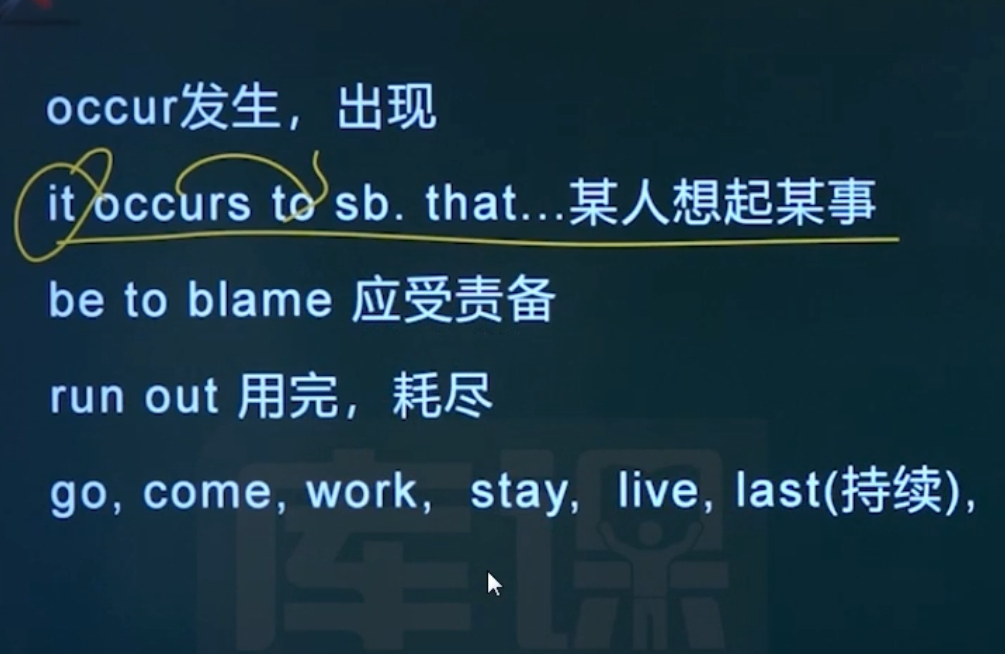 occur发生，出现
it occurs to sb. that...某人想起某事
be to blame 应受责备
run out 用完，耗尽
go, come, work, stay, live, last(持续),
库课